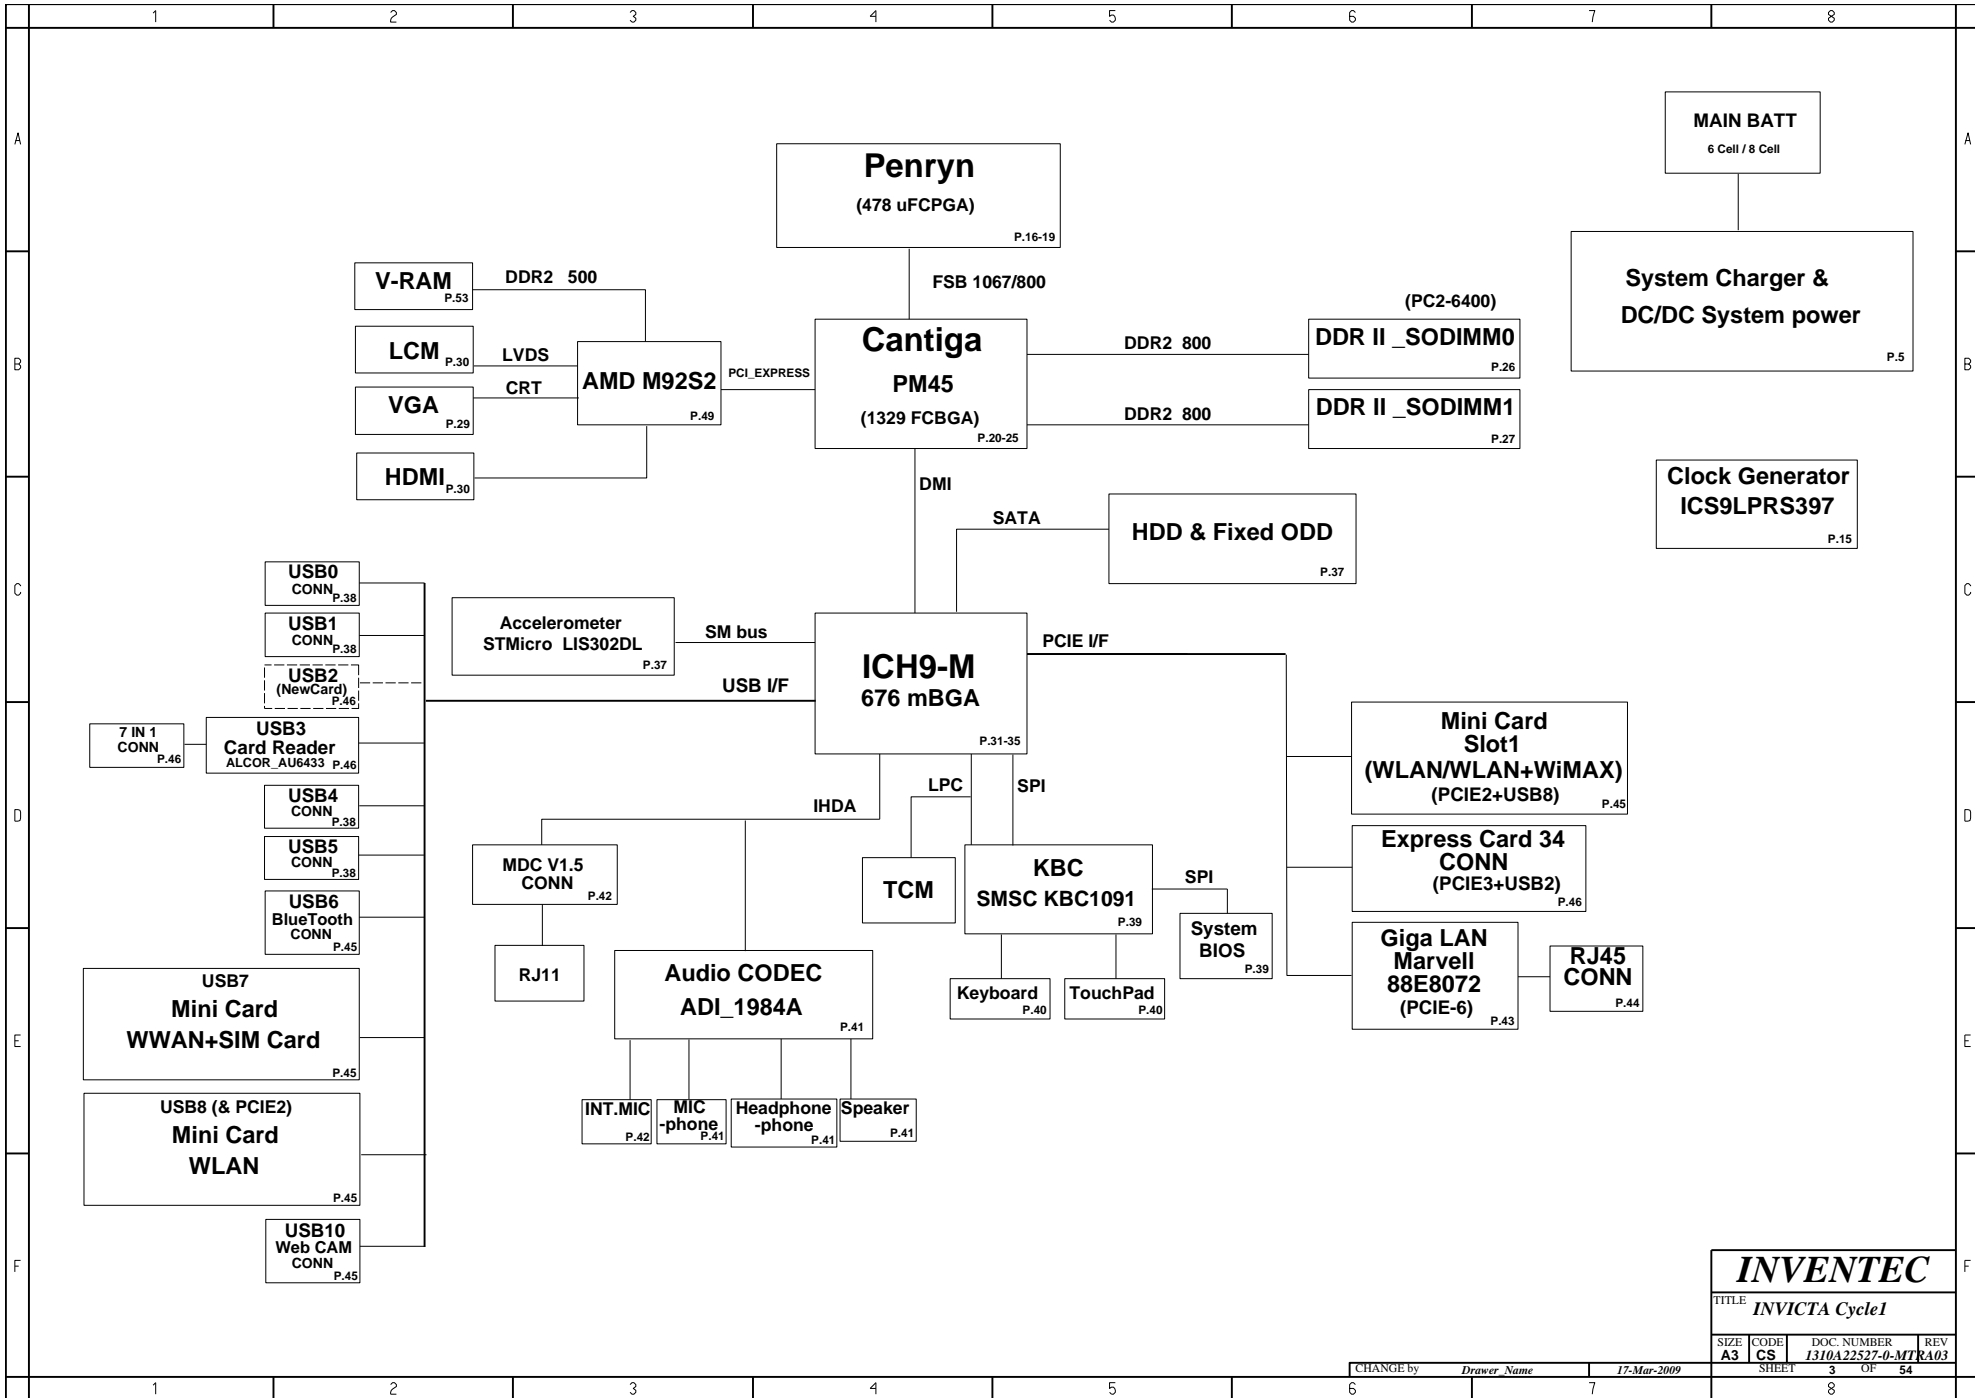 1 2 3 4 5 6 7 8
A
A
B
B
C
C
D
D
E
E
F
F
MAIN BATT
6 Cell / 8 Cell
System Charger &
DC/DC System power
P.5
Penryn
(478 uFCPGA)
P.16-19
FSB 1067/800
V-RAM
P.53
DDR2 500
LCM
P.30
LVDS
CRT
VGA
P.29
HDMI
P.30
AMD M92S2
P.49
PCI_EXPRESS
Cantiga
PM45
(1329 FCBGA)
P.20-25
DDR2 800
DDR2 800
(PC2-6400)
DDR II _SODIMM0
P.26
DDR II _SODIMM1
P.27
Clock Generator
ICS9LPRS397
P.15
DMI
SATA
HDD & Fixed ODD
P.37
Accelerometer
STMicro LIS302DL
P.37
SM bus
USB I/F
ICH9-M
676 mBGA
P.31-35
PCIE I/F
USB0
CONN
P.38
USB1
CONN
P.38
USB2
(NewCard)
P.46
7 IN 1
CONN
P.46
USB3
Card Reader
ALCOR_AU6433
P.46
USB4
CONN
P.38
USB5
CONN
P.38
USB6
BlueTooth
CONN
P.45
USB7
Mini Card
WWAN+SIM Card
P.45
USB8 (& PCIE2)
Mini Card
WLAN
P.45
USB10
Web CAM
CONN
P.45
IHDA
LPC
SPI
MDC V1.5
CONN
P.42
RJ11
TCM
KBC
SMSC KBC1091
P.39
SPI
System
BIOS
P.39
Keyboard
P.40
TouchPad
P.40
Audio CODEC
ADI_1984A
P.41
INT.MIC
P.42
MIC
-phone
P.41
Headphone
-phone
P.41
Speaker
P.41
Mini Card
Slot1
(WLAN/WLAN+WiMAX)
(PCIE2+USB8)
P.45
Express Card 34
CONN
(PCIE3+USB2)
P.46
Giga LAN
Marvell
88E8072
(PCIE-6)
P.43
RJ45
CONN
P.44
INVENTEC
TITLE
INVICTA Cycle1
SIZE CODE DOC. NUMBER REV
A3 CS 1310A22527-0-MTR A03
CHANGE by Drawer_Name 17-Mar-2009 SHEET 3 OF 54
1 2 3 4 5 6 7 8